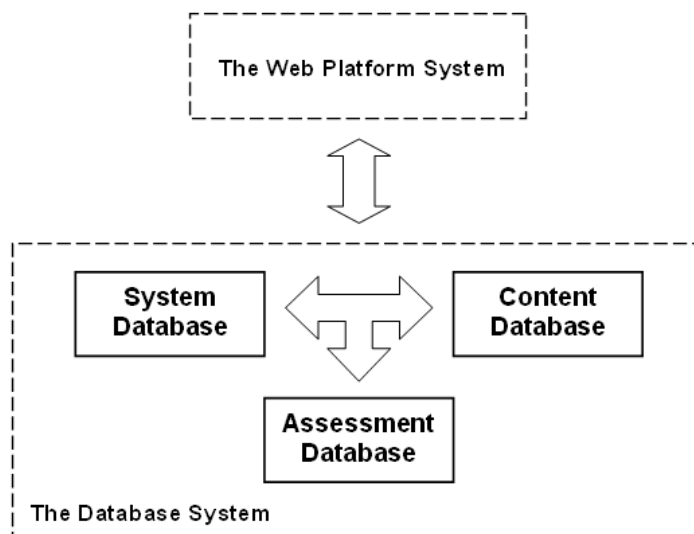 The Web Platform System
System
Database
Content
Database
Assessment
Database
The Database System